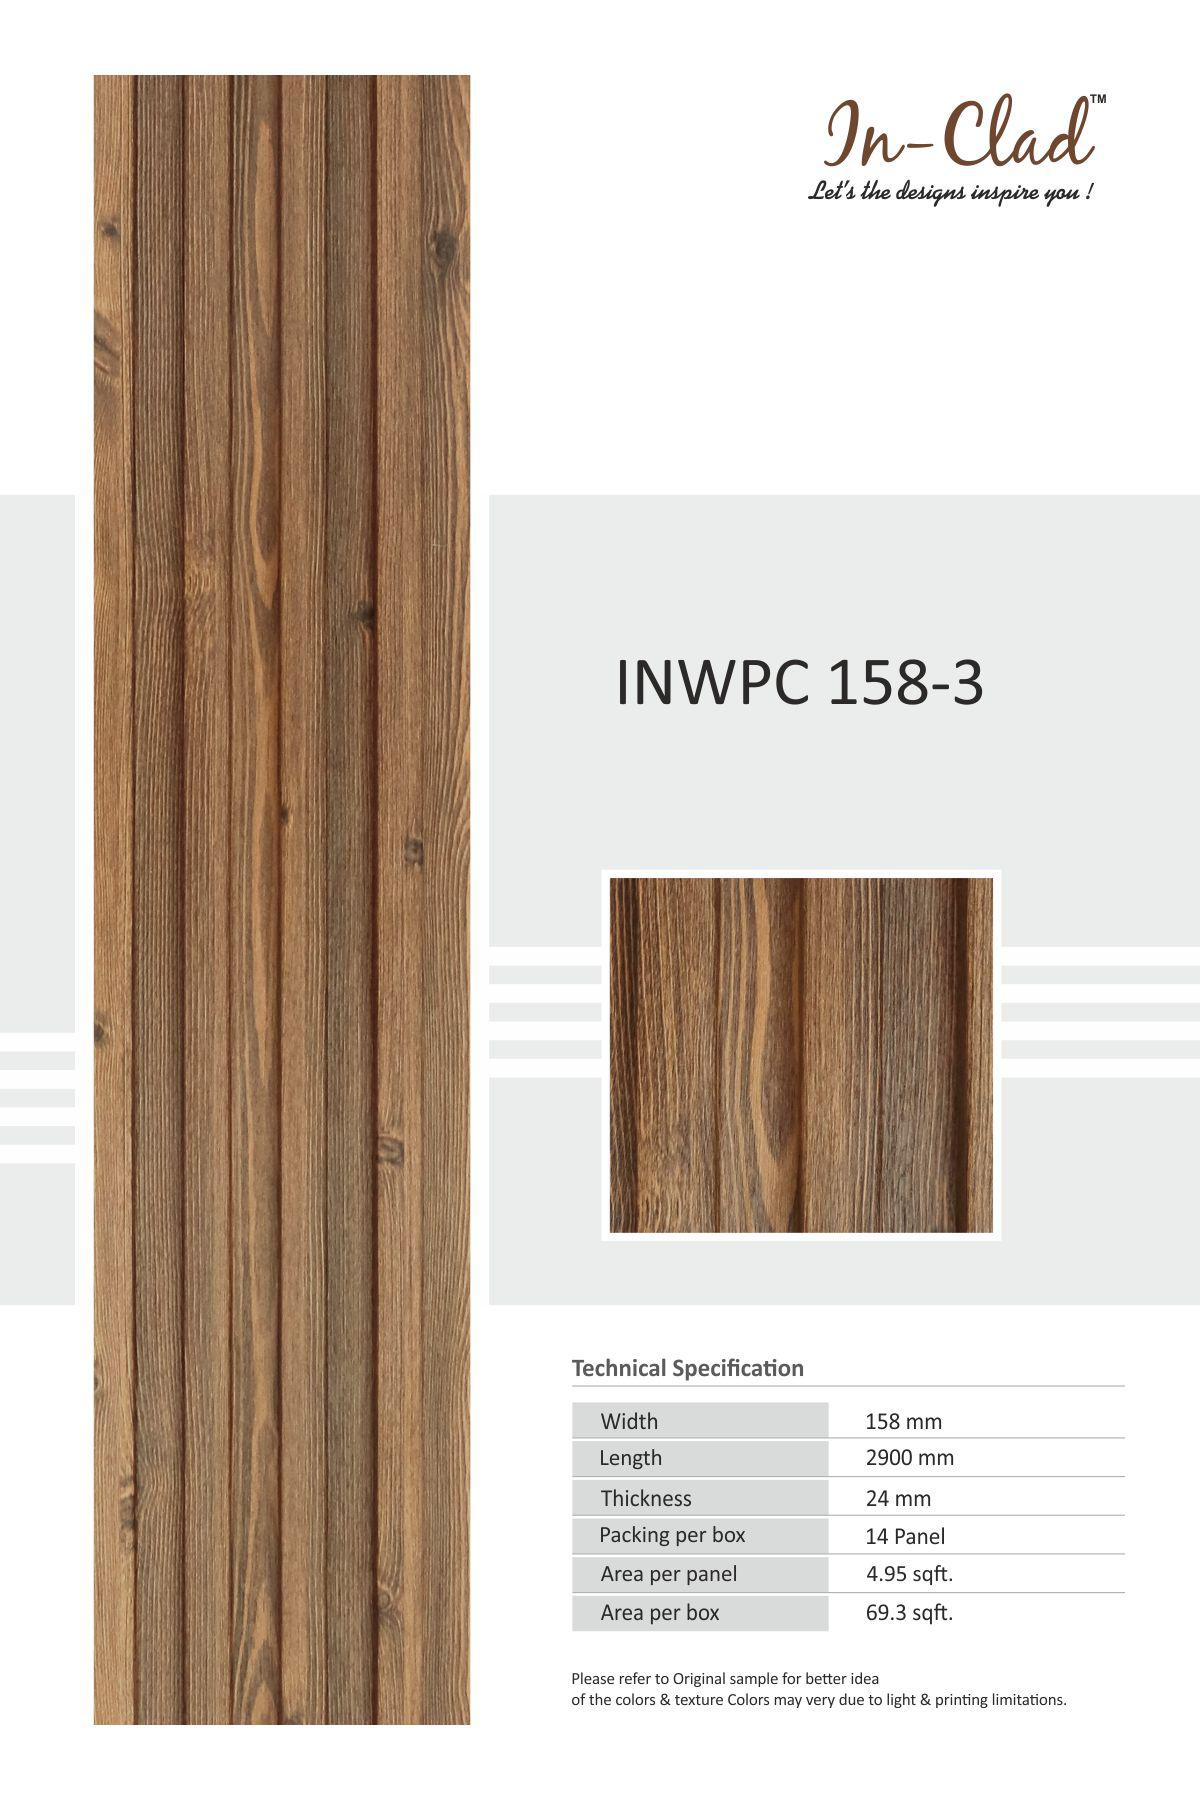 In-Clad™
Let's the designs inspire you !
INWPC 158-3
Technical Specification
Width 158 mm
Length 2900 mm
Thickness 24 mm
Packing per box 14 Panel
Area per panel 4.95 sqft.
Area per box 69.3 sqft.
Please refer to Original sample for better idea
of the colors & texture Colors may very due to light & printing limitations.